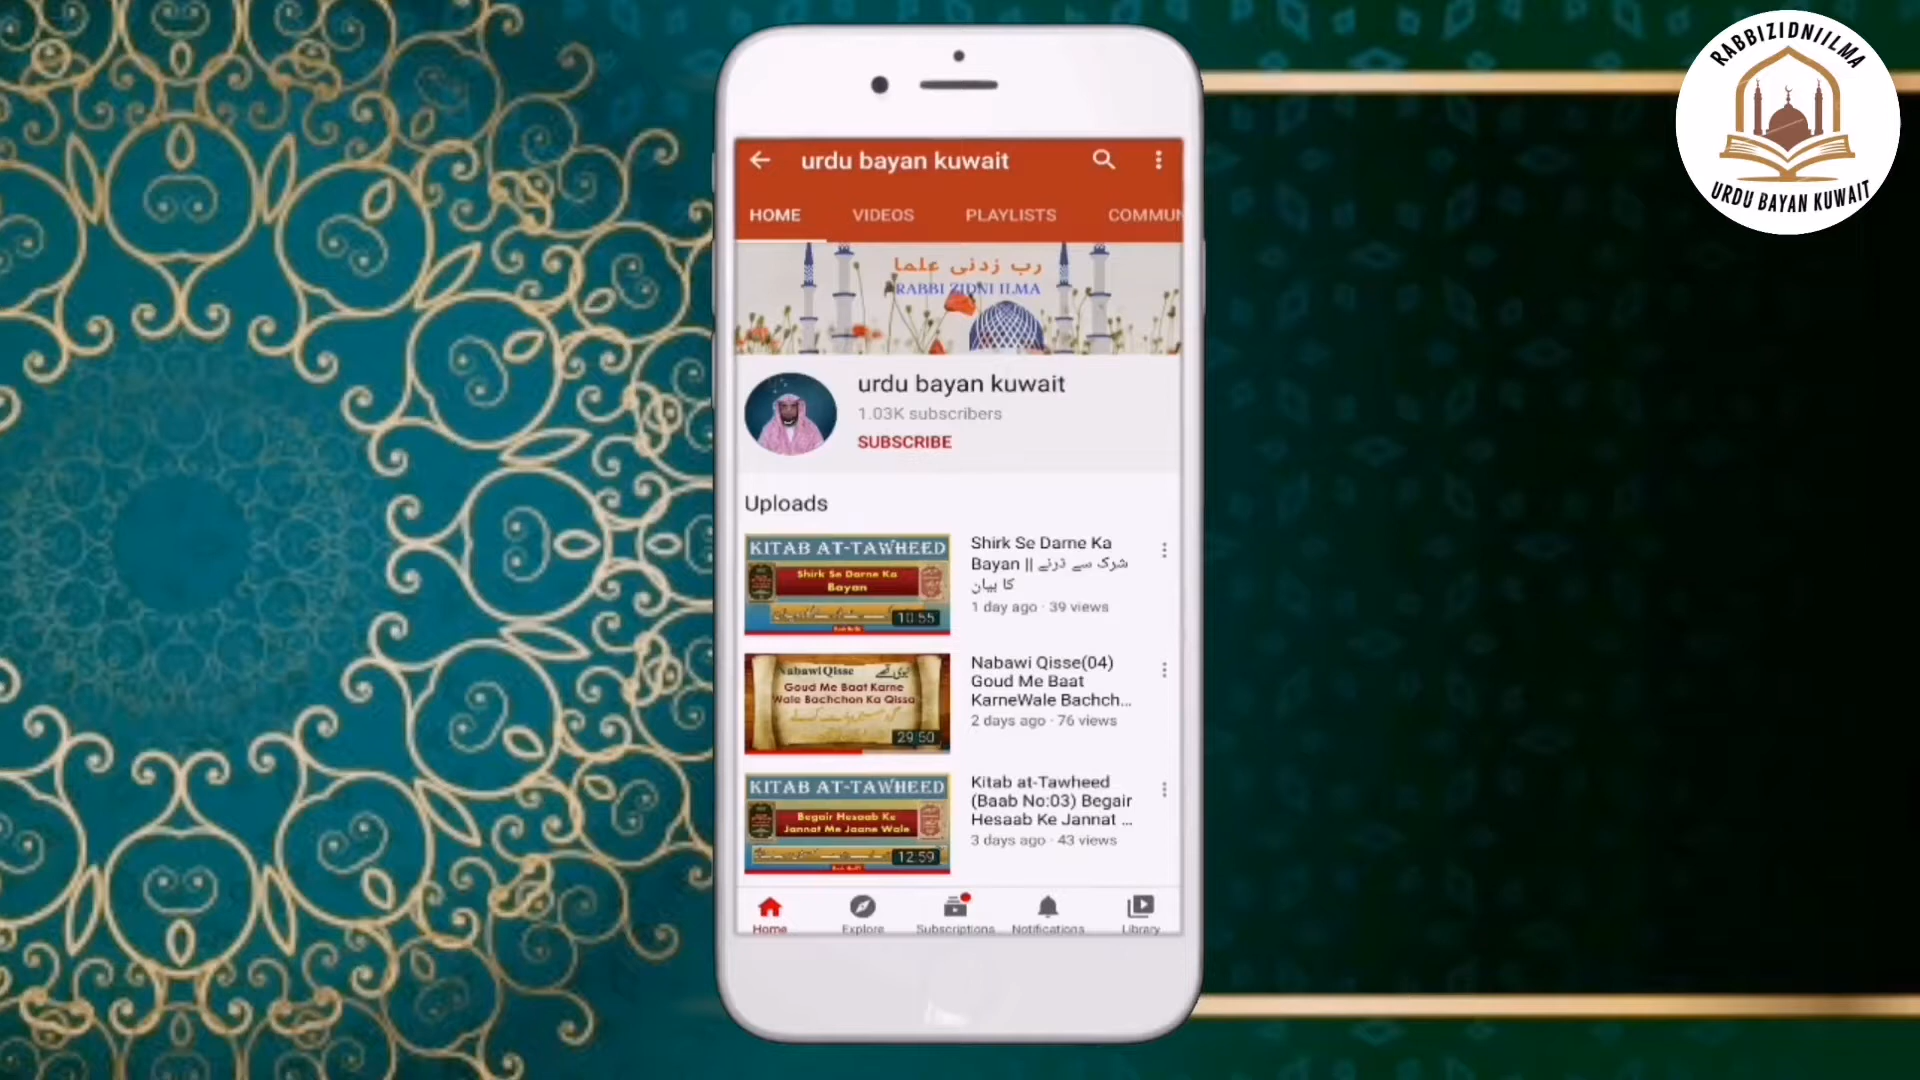 RABBIZIDNIILMA
URDU BAYAN KUWAIT
urdu bayan kuwait
HOME VIDEOS PLAYLISTS COMMUN
رب زدنی علما
RABBI ZIDNI ILMA
urdu bayan kuwait
1.03K subscribers
SUBSCRIBE
Uploads
KITAB AT-TAWHEED
Shirk Se Darne Ka
Bayan
10:55
Shirk Se Darne Ka
Bayan || شرک سے ڈرنے
کا بیان
1 day ago · 39 views
Nabawi Qisse
Goud Me Baat Karne
Wale Bachchon Ka Qissa
29:50
Nabawi Qisse(04)
Goud Me Baat
KarneWale Bachch...
2 days ago · 76 views
KITAB AT-TAWHEED
Begair Hesaab Ke
Jannat Me Jaane Wale
12:59
Kitab at-Tawheed
(Baab No:03) Begair
Hesaab Ke Jannat ...
3 days ago · 43 views
Home Explore Subscriptions Notifications Library